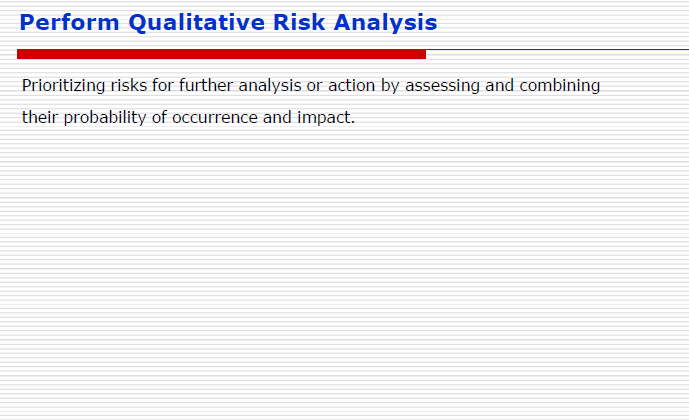 Perform Qualitative Risk Analysis
Prioritizing risks for further analysis or action by assessing and combining
their probability of occurrence and impact.